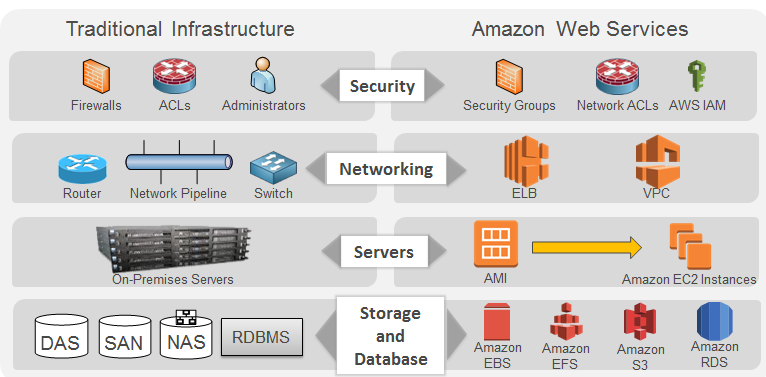 Traditional Infrastructure
Amazon Web Services
Firewalls
ACLs
Administrators
Security
Security Groups
Network ACLs
AWS IAM
Router
Network Pipeline
Switch
Networking
ELB
VPC
On-Premises Servers
Servers
AMI
Amazon EC2 Instances
DAS
SAN
NAS
RDBMS
Storage
and
Database
Amazon
EBS
Amazon
EFS
Amazon
S3
Amazon
RDS